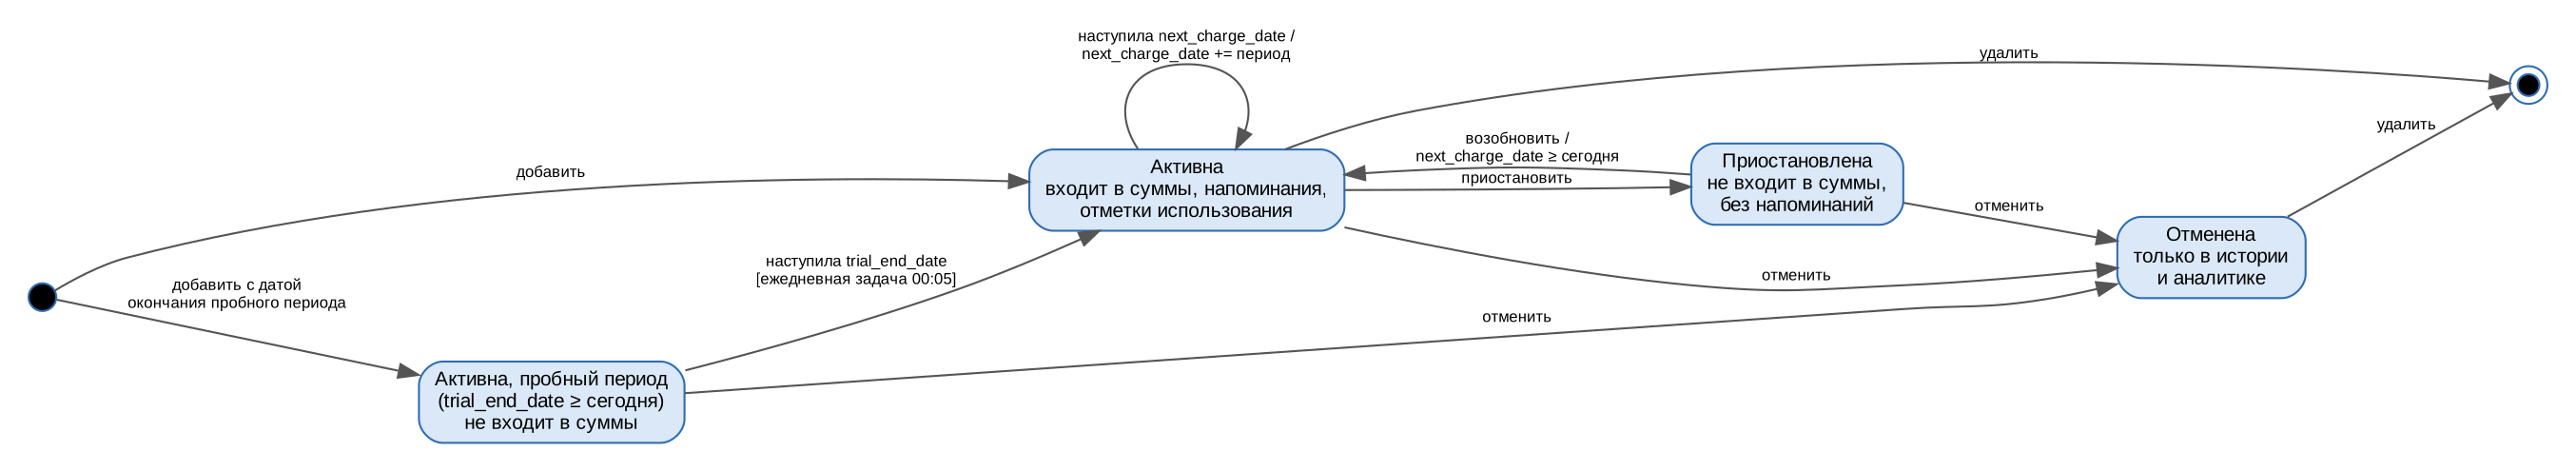 наступила next_charge_date /
next_charge_date += период
удалить
удалить
возобновить /
next_charge_date ≥ сегодня
приостановить
Активна
входит в суммы, напоминания,
отметки использования
Приостановлена
не входит в суммы,
без напоминаний
добавить
отменить
Отменена
только в истории
и аналитике
наступила trial_end_date
[ежедневная задача 00:05]
отменить
добавить с датой
окончания пробного периода
отменить
Активна, пробный период
(trial_end_date ≥ сегодня)
не входит в суммы